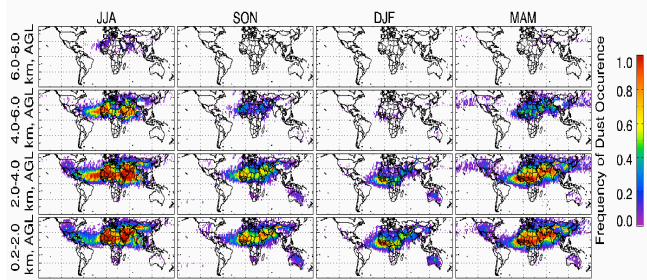 JJA SON DJF MAM
6.0-8.0 km, AGL
4.0-6.0 km, AGL
2.0-4.0 km, AGL
0.2-2.0 km, AGL
Frequency of Dust Occurence
1.0
0.8
0.6
0.4
0.2
0.0